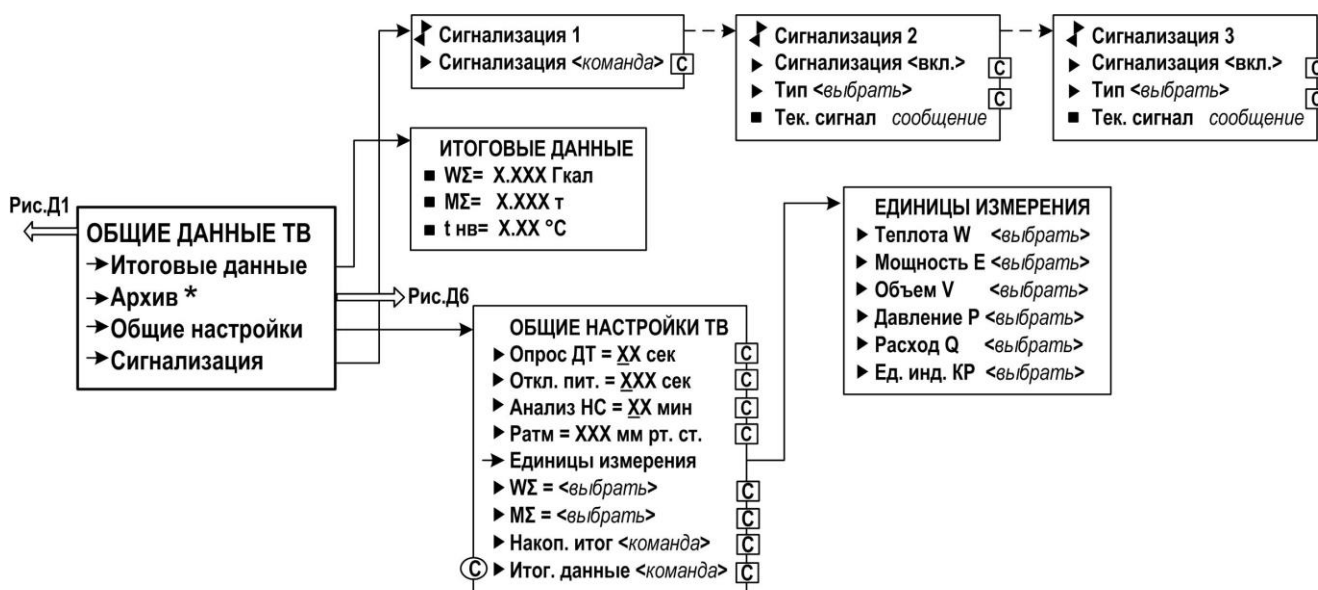 Сигнализация 1
Сигнализация <команда> С
Сигнализация 2
Сигнализация <вкл.> С
Тип <выбрать> С
Тек. сигнал сообщение
Сигнализация 3
Сигнализация <вкл.> С
Тип <выбрать> С
Тек. сигнал сообщение
ИТОГОВЫЕ ДАННЫЕ
WΣ= X.XXX Гкал
MΣ= X.XXX т
t нв= X.XX °C
Рис.Д1
ОБЩИЕ ДАННЫЕ ТВ
Итоговые данные
Архив *
Общие настройки
Сигнализация
Рис.Д6
ОБЩИЕ НАСТРОЙКИ ТВ
Опрос ДТ = XX сек С
Откл. пит. = XXX сек С
Анализ НС = XX мин С
Pатм = XXX мм рт. ст. С
Единицы измерения
WΣ = <выбрать> С
MΣ = <выбрать> С
Накоп. итог <команда> С
С Итог. данные <команда> С
ЕДИНИЦЫ ИЗМЕРЕНИЯ
Теплота W <выбрать>
Мощность E <выбрать>
Объем V <выбрать>
Давление P <выбрать>
Расход Q <выбрать>
Ед. инд. КР <выбрать>